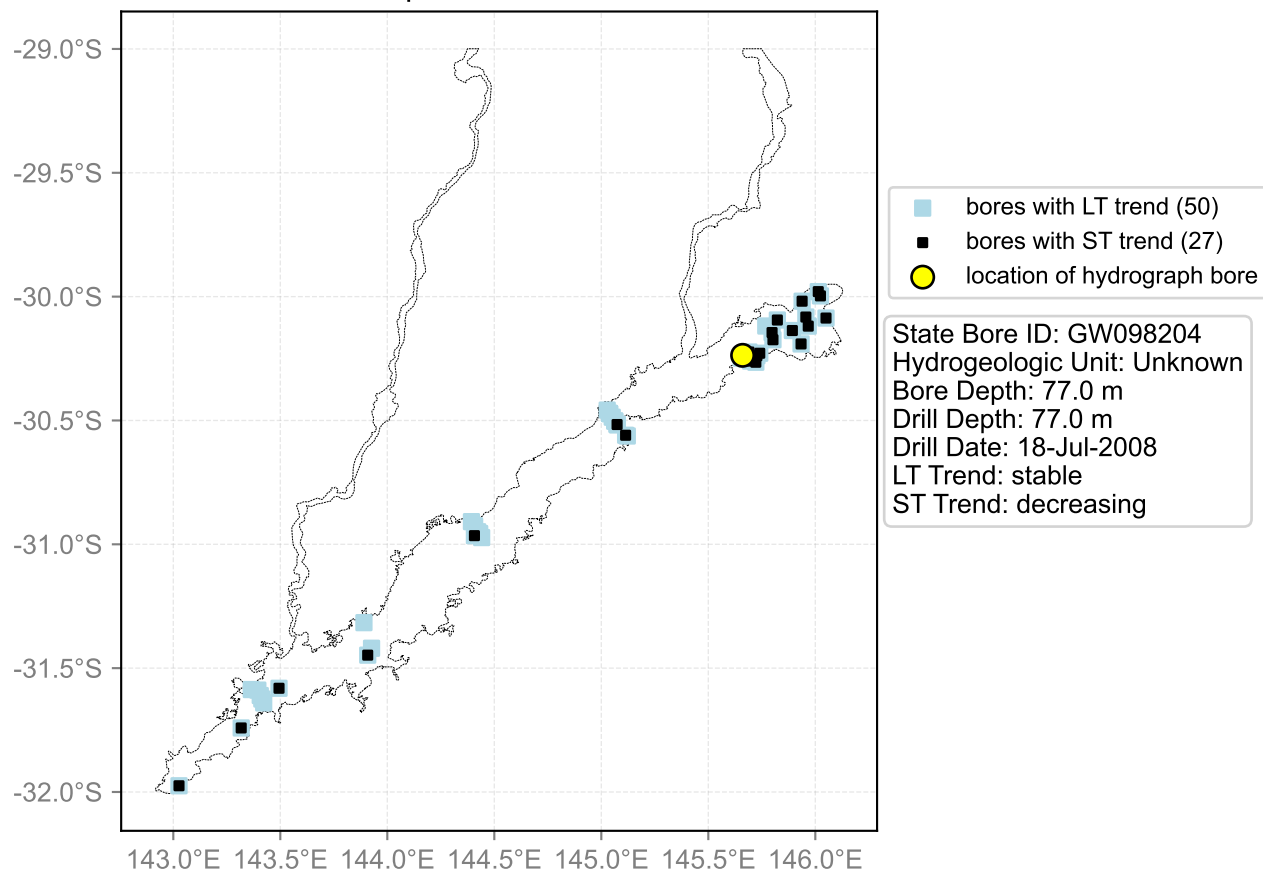 -29.0°S
-29.5°S
-30.0°S
-30.5°S
-31.0°S
-31.5°S
-32.0°S
143.0°E 143.5°E 144.0°E 144.5°E 145.0°E 145.5°E 146.0°E
bores with LT trend (50)
bores with ST trend (27)
location of hydrograph bore
State Bore ID: GW098204
Hydrogeologic Unit: Unknown
Bore Depth: 77.0 m
Drill Depth: 77.0 m
Drill Date: 18-Jul-2008
LT Trend: stable
ST Trend: decreasing